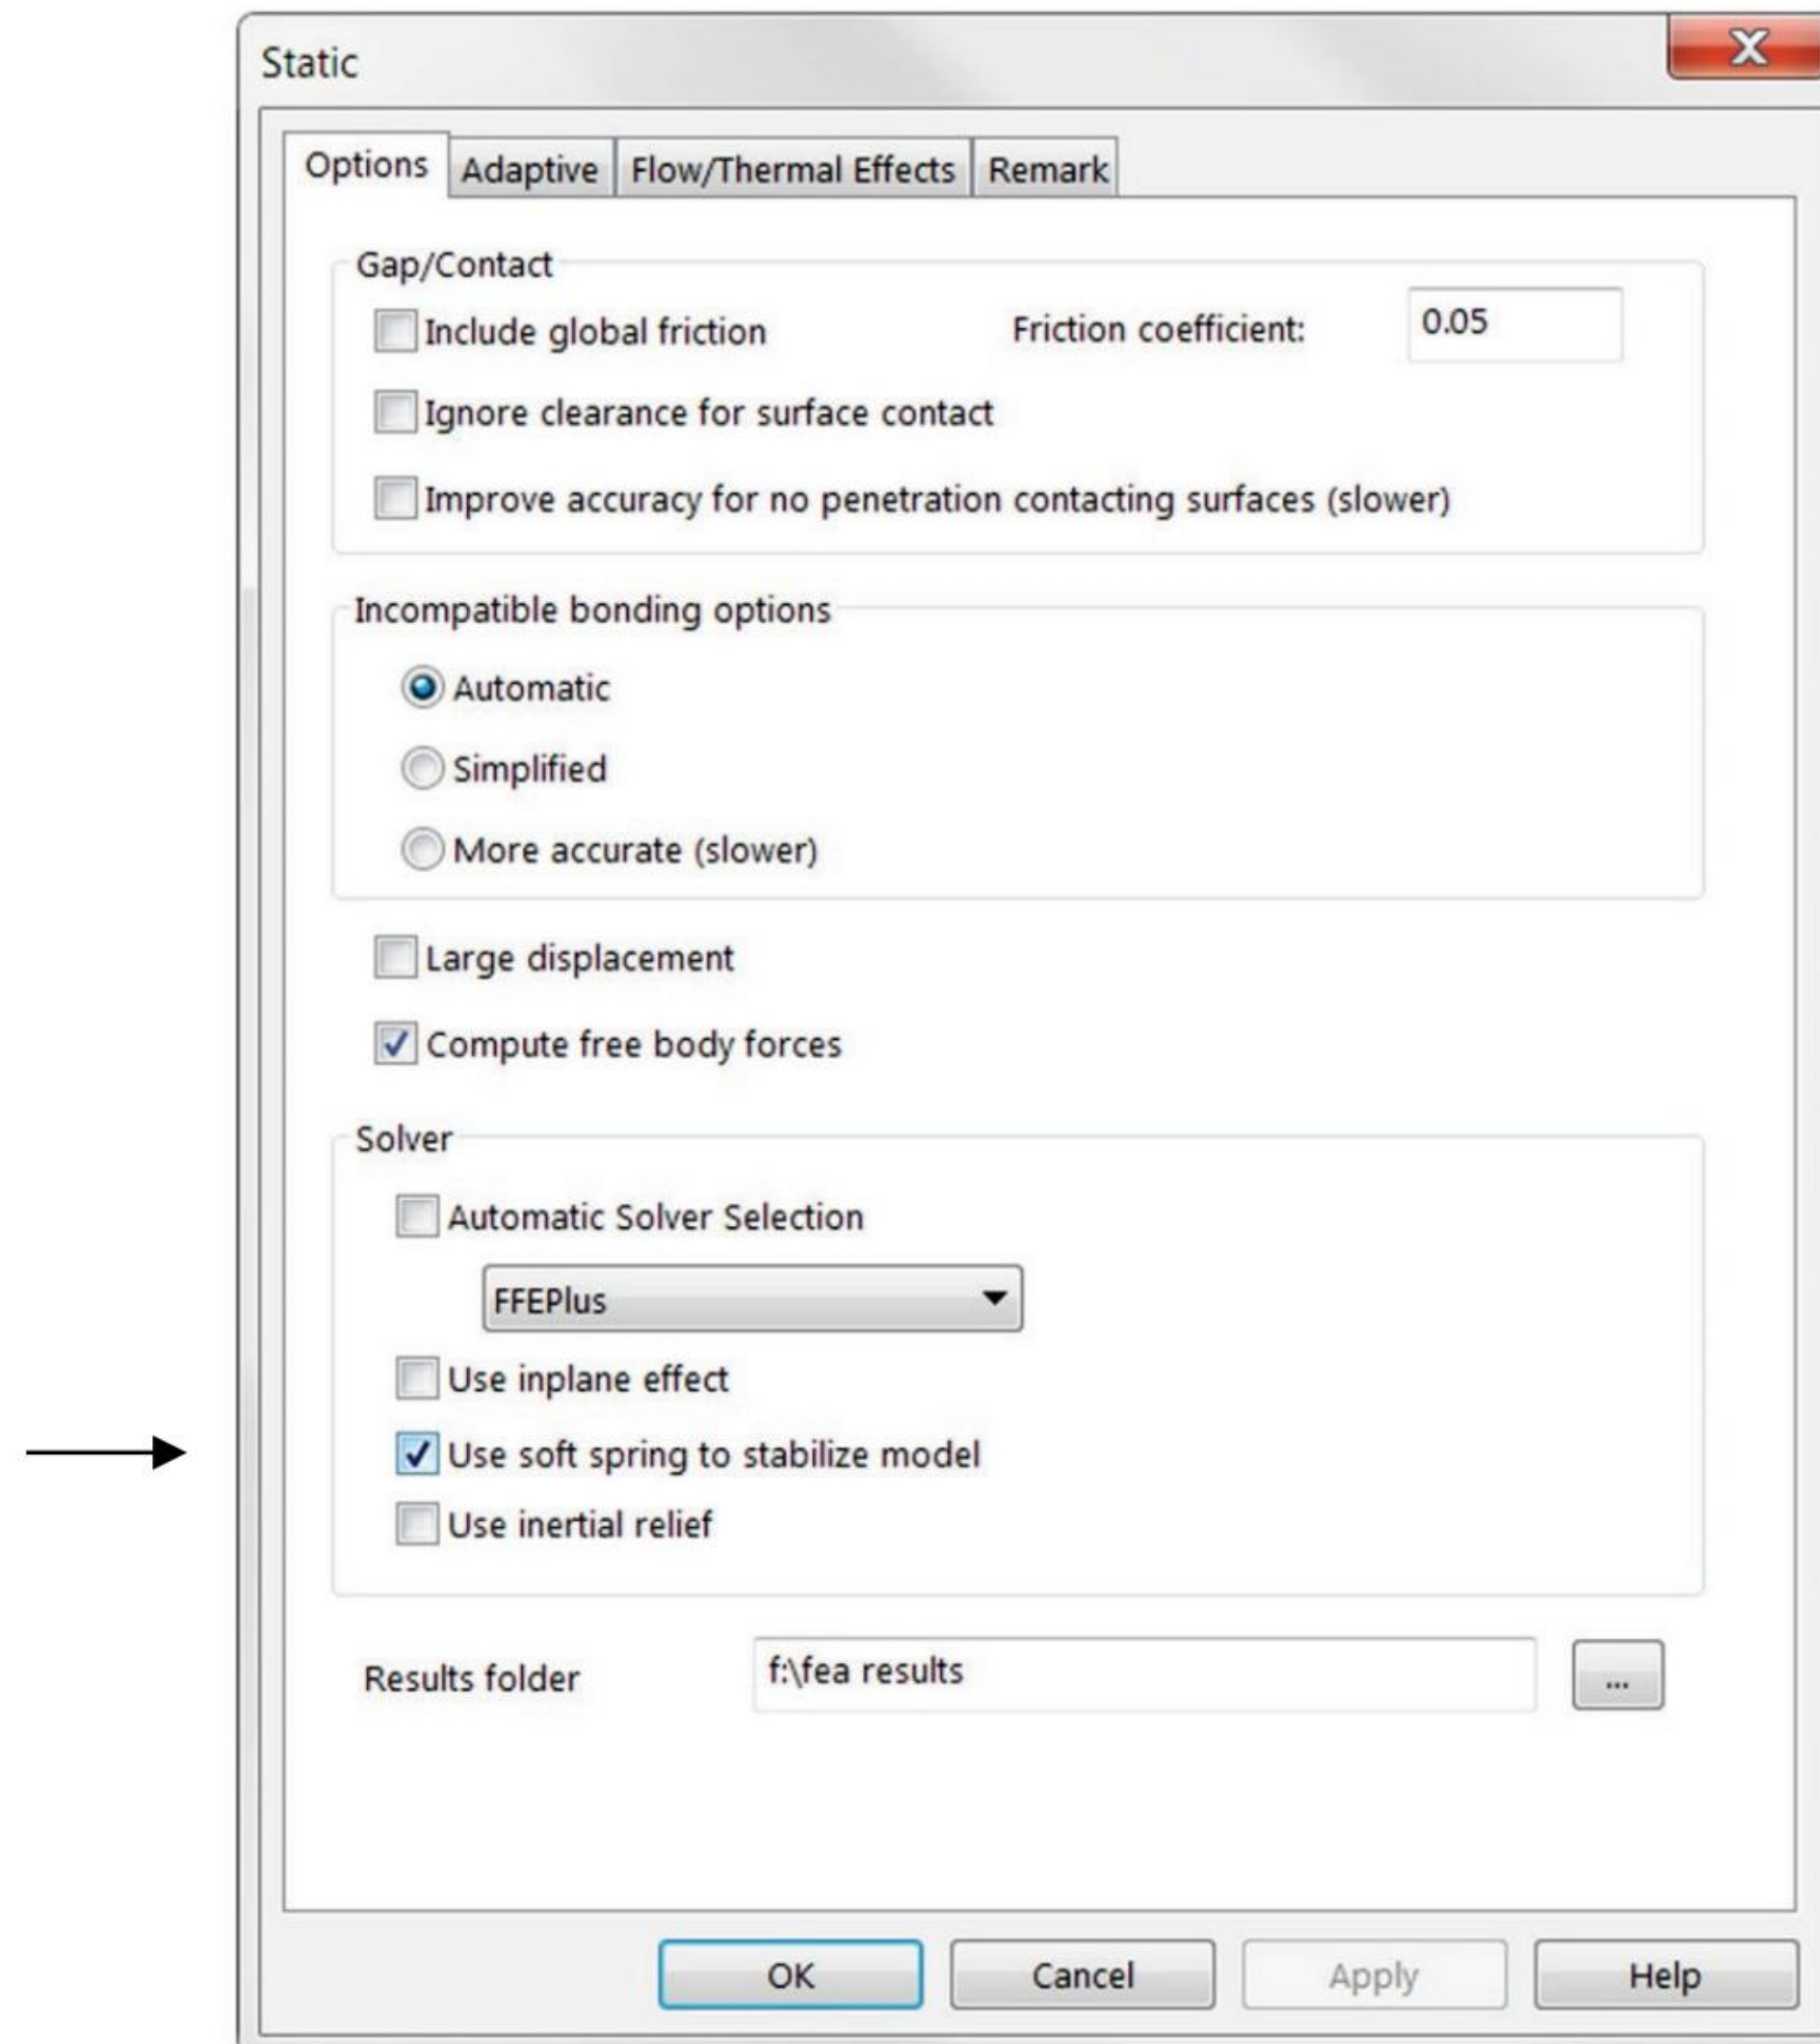 Static
Options Adaptive Flow/Thermal Effects Remark
Gap/Contact
Include global friction Friction coefficient: 0.05
Ignore clearance for surface contact
Improve accuracy for no penetration contacting surfaces (slower)
Incompatible bonding options
Automatic
Simplified
More accurate (slower)
Large displacement
Compute free body forces
Solver
Automatic Solver Selection
FFEPlus
Use inplane effect
Use soft spring to stabilize model
Use inertial relief
Results folder f:\fea results ...
OK Cancel Apply Help